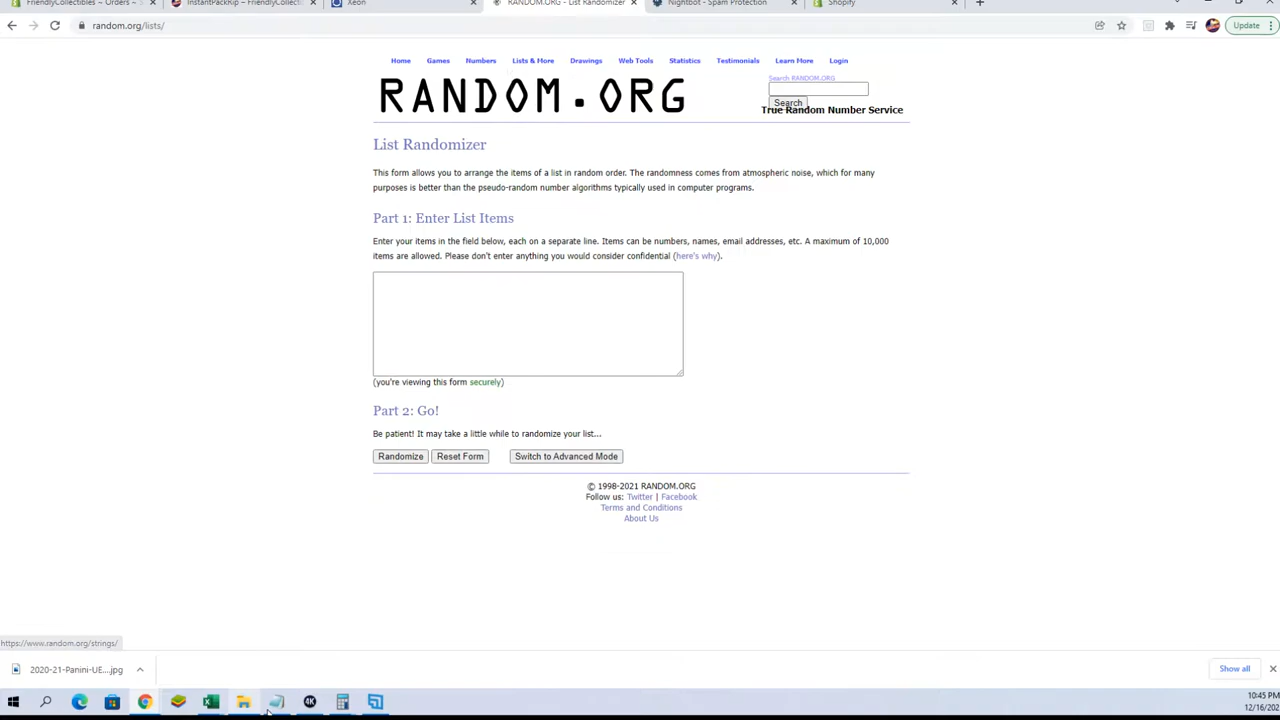 FriendlyCollectibles ~ Orders ~ S
InstantPackRip – FriendlyCollecti
Xeon
RANDOM.ORG - List Randomizer
Nightbot - Spam Protection
Shopify
random.org/lists/
Update
Home Games Numbers Lists & More Drawings Web Tools Statistics Testimonials Learn More Login
RANDOM.ORG
Search RANDOM.ORG
Search
True Random Number Service
List Randomizer
This form allows you to arrange the items of a list in random order. The randomness comes from atmospheric noise, which for many
purposes is better than the pseudo-random number algorithms typically used in computer programs.
Part 1: Enter List Items
Enter your items in the field below, each on a separate line. Items can be numbers, names, email addresses, etc. A maximum of 10,000
items are allowed. Please don't enter anything you would consider confidential (here's why).
(you're viewing this form securely)
Part 2: Go!
Be patient! It may take a little while to randomize your list...
Randomize Reset Form Switch to Advanced Mode
© 1998-2021 RANDOM.ORG
Follow us: Twitter | Facebook
Terms and Conditions
About Us
https://www.random.org/strings/
2020-21-Panini-UE....jpg
Show all
4K
10:45 PM
12/16/202